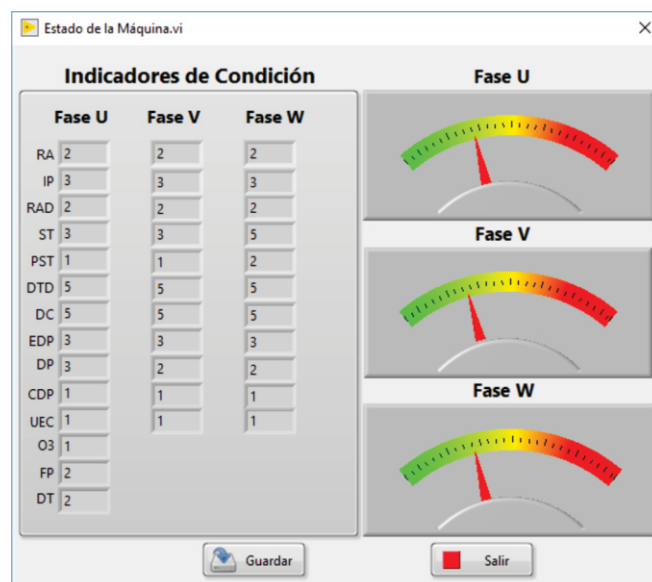 Estado de la Máquina.vi
Indicadores de Condición
Fase U Fase V Fase W
RA 2 2 2
IP 3 3 3
RAD 2 2 2
ST 3 3 5
PST 1 1 2
DTD 5 5 5
DC 5 5 5
EDP 3 3 3
DP 3 2 2
CDP 1 1 1
UEC 1 1 1
O3 1
FP 2
DT 2
Fase U
Fase V
Fase W
Guardar Salir